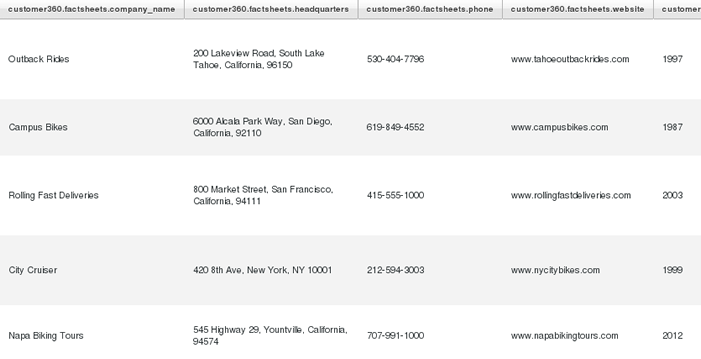 customer360.factsheets.company_name customer360.factsheets.headquarters customer360.factsheets.phone customer360.factsheets.website customer
Outback Rides 200 Lakeview Road, South Lake Tahoe, California, 96150 530-404-7796 www.tahoeoutbackrides.com 1997
Campus Bikes 6000 Alcala Park Way, San Diego, California, 92110 619-849-4552 www.campusbikes.com 1987
Rolling Fast Deliveries 800 Market Street, San Francisco, California, 94111 415-555-1000 www.rollingfastdeliveries.com 2003
City Cruiser 420 8th Ave, New York, NY 10001 212-594-3003 www.nycitybikes.com 1999
Napa Biking Tours 545 Highway 29, Yountville, California, 94574 707-991-1000 www.napabikingtours.com 2012